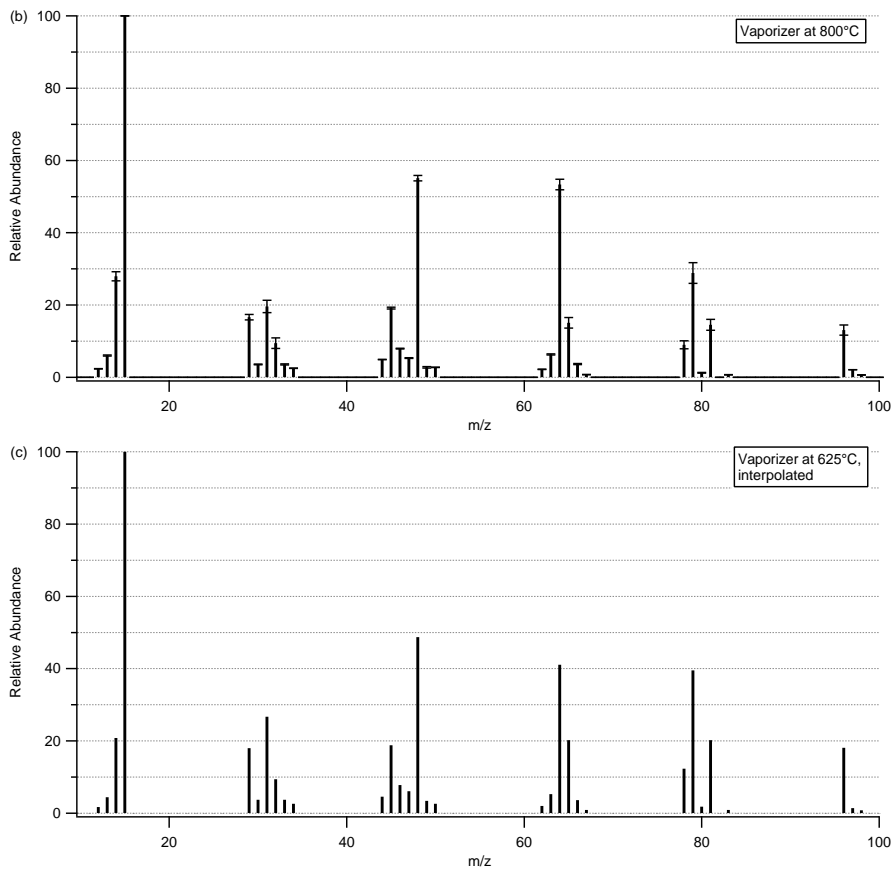 (b)
100
80
60
40
20
0
Relative Abundance
Vaporizer at 800°C
20 40 60 80 100
m/z
(c)
100
80
60
40
20
0
Relative Abundance
Vaporizer at 625°C,
interpolated
20 40 60 80 100
m/z